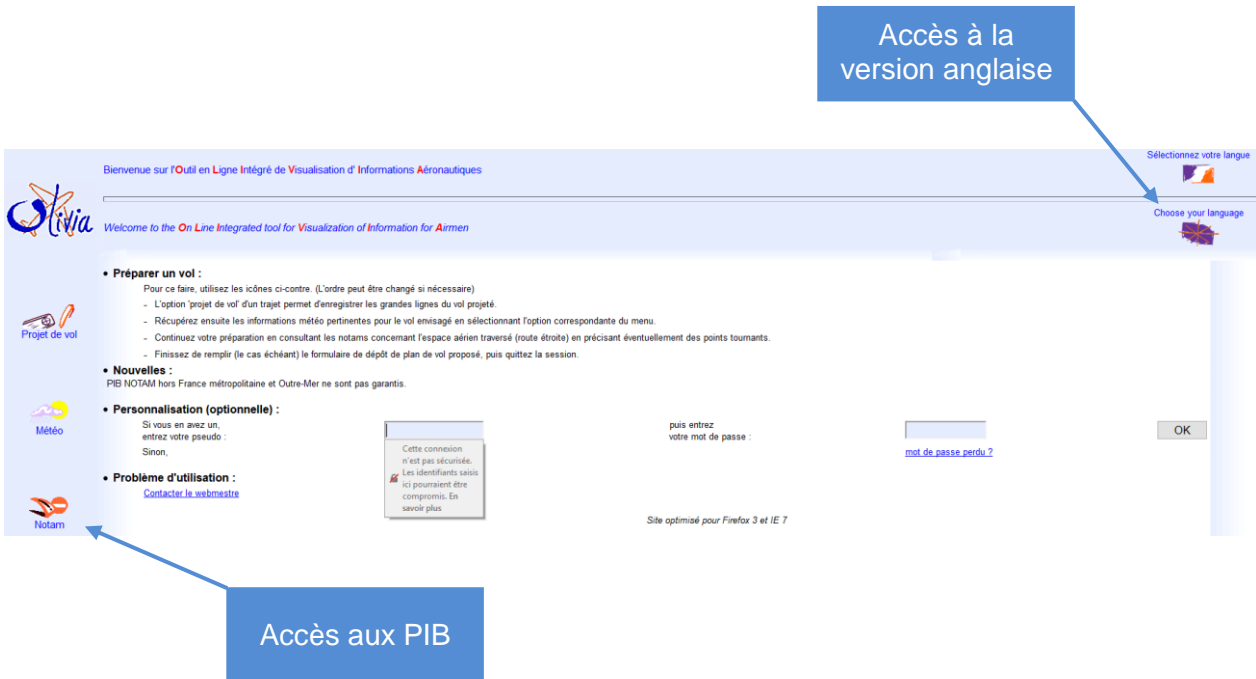 Accès à la
version anglaise
Sélectionnez votre langue
Bienvenue sur l'Outil en Ligne Intégré de Visualisation d' Informations Aéronautiques
Olivia
Choose your language
Welcome to the On Line Integrated tool for Visualization of Information for Airmen
• Préparer un vol :
Pour ce faire, utilisez les icônes ci-contre. (L'ordre peut être changé si nécessaire)
- L'option 'projet de vol' d'un trajet permet d'enregistrer les grandes lignes du vol projeté.
- Récupérez ensuite les informations météo pertinentes pour le vol envisagé en sélectionnant l'option correspondante du menu.
Projet de vol
- Continuez votre préparation en consultant les notams concernant l'espace aérien traversé (route étroite) en précisant éventuellement des points tournants.
- Finissez de remplir (le cas échéant) le formulaire de dépôt de plan de vol proposé, puis quittez la session.
• Nouvelles :
PIB NOTAM hors France métropolitaine et Outre-Mer ne sont pas garantis.
• Personnalisation (optionnelle) :
Météo
Si vous en avez un,
entrez votre pseudo :
puis entrez
votre mot de passe :
OK
Sinon,
mot de passe perdu ?
Cette connexion
n'est pas sécurisée.
Les identifiants saisis
ici pourraient être
compromis. En
savoir plus
• Problème d'utilisation :
Contacter le webmestre
Notam
Site optimisé pour Firefox 3 et IE 7
Accès aux PIB